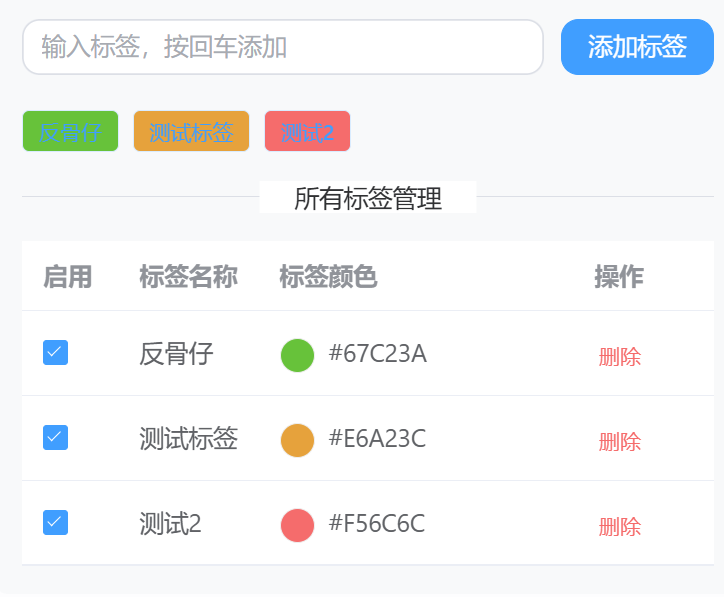 输入标签，按回车添加 添加标签
反骨仔 测试标签 测试2
所有标签管理
启用 标签名称 标签颜色 操作
反骨仔 #67C23A 删除
测试标签 #E6A23C 删除
测试2 #F56C6C 删除